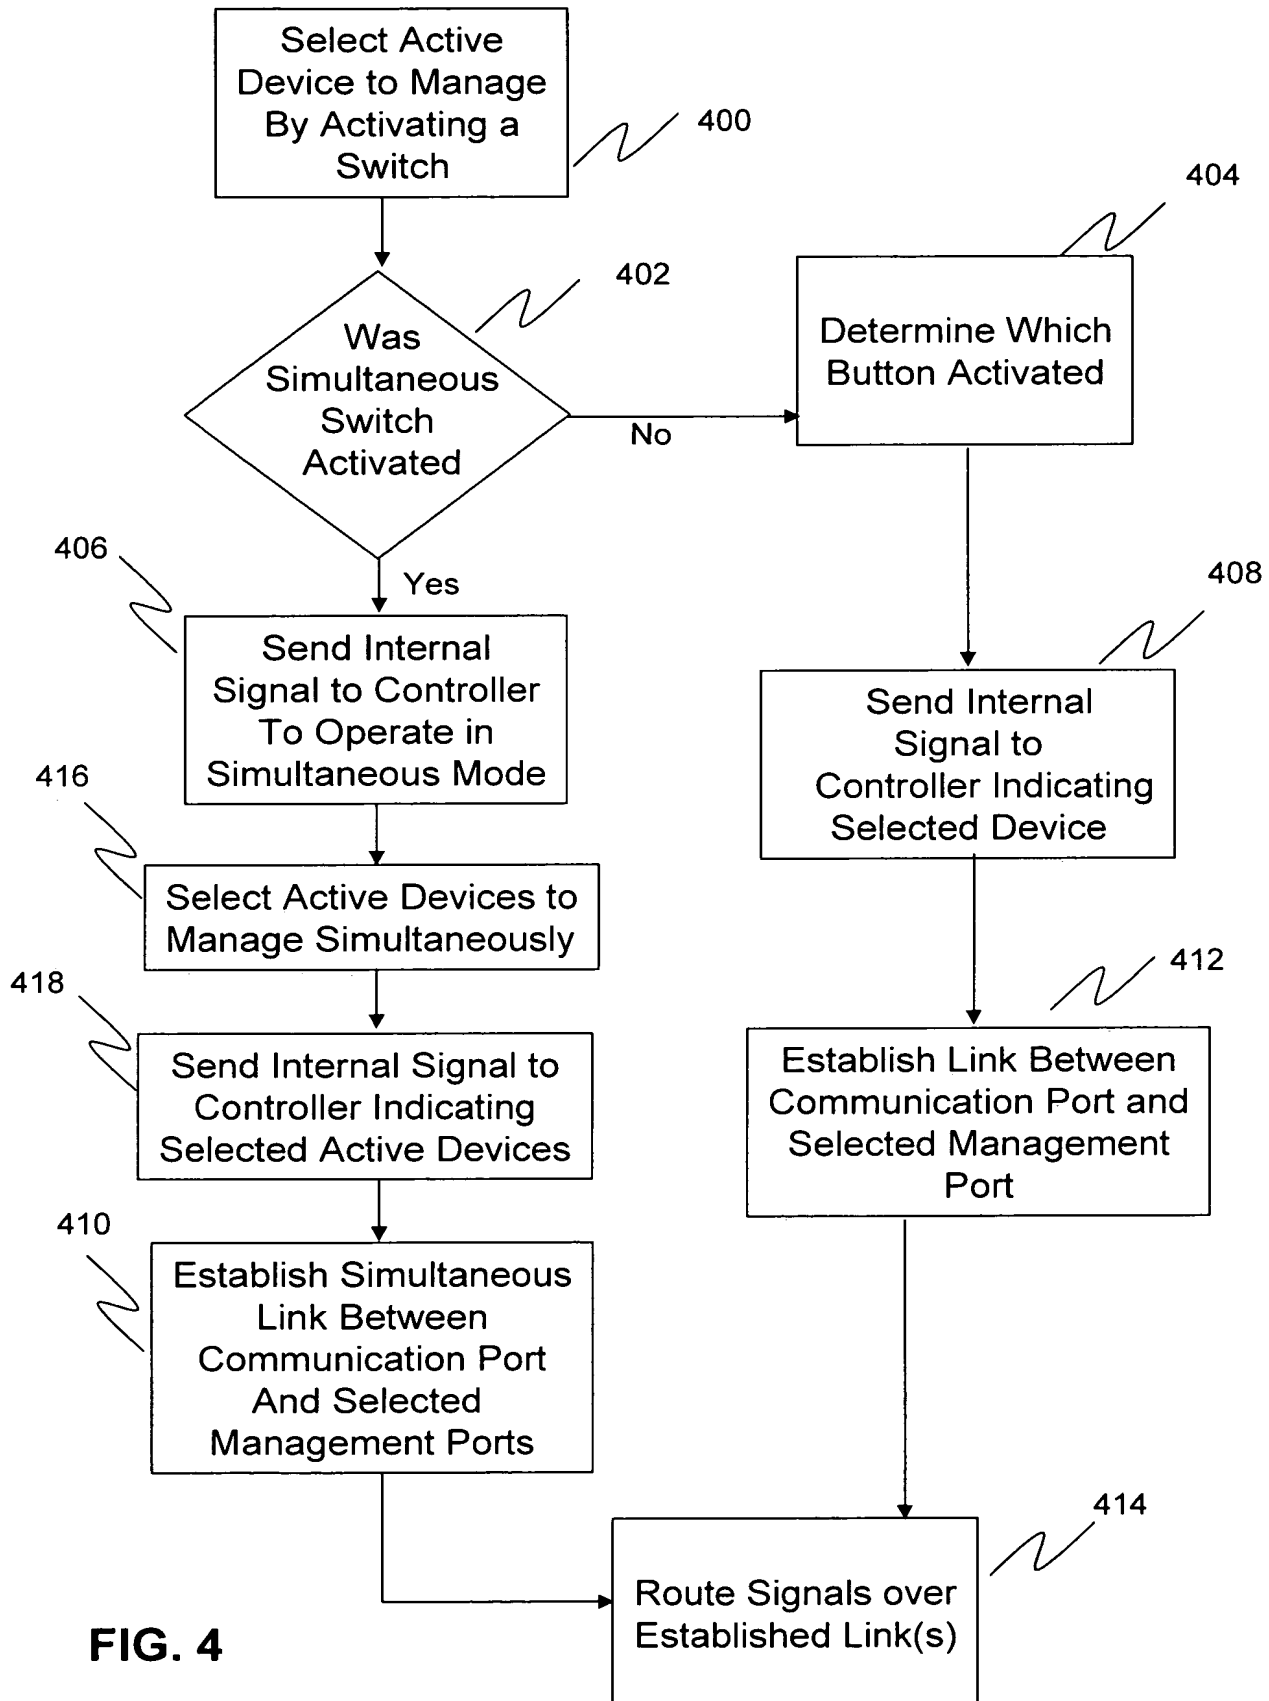 Select Active
Device to Manage
By Activating a
Switch
400
402
Was
Simultaneous
Switch
Activated
No
Yes
404
Determine Which
Button Activated
406
Send Internal
Signal to Controller
To Operate in
Simultaneous Mode
408
Send Internal
Signal to
Controller Indicating
Selected Device
416
Select Active Devices to
Manage Simultaneously
418
Send Internal Signal to
Controller Indicating
Selected Active Devices
412
Establish Link Between
Communication Port and
Selected Management
Port
410
Establish Simultaneous
Link Between
Communication Port
And Selected
Management Ports
414
Route Signals over
Established Link(s)
FIG. 4